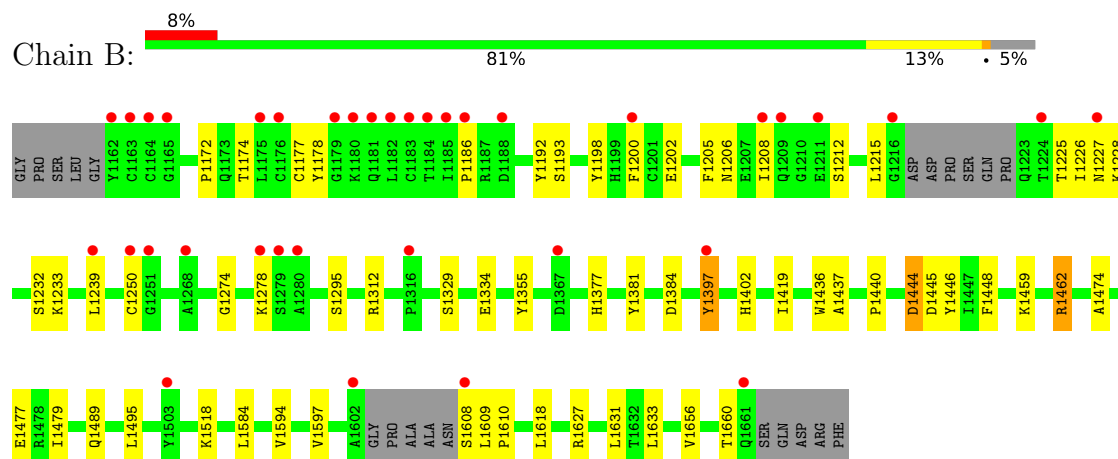 8%
Chain B:
81% 13% • 5%
GLY PRO SER LEU GLY Y1162 C1163 C1164 G1165 P1172 Q1173 T1174 L1175 C1176 C1177 Y1178 G1179 K1180 Q1181 L1182 C1183 T1184 I1185 P1186 R1187 D1188 Y1192 S1193 Y1198 H1199 F1200 C1201 E1202 F1205 N1206 E1207 I1208 Q1209 G1210 E1211 S1212 L1215 G1216 ASP ASP PRO SER GLN PRO Q1223 T1224 T1225 I1226 N1227 K1228
S1232 K1233 L1239 C1250 G1251 A1268 G1274 K1278 S1279 A1280 S1295 R1312 P1316 S1329 E1334 Y1355 D1367 H1377 Y1381 D1384 Y1397 H1402 I1419 W1436 A1437 P1440 D1444 D1445 Y1446 I1447 F1448 K1459 R1462 A1474
E1477 R1478 I1479 Q1489 L1495 Y1503 K1518 L1584 V1594 V1597 A1602 GLY PRO ALA ALA ASN S1608 L1609 P1610 L1618 R1627 L1631 T1632 L1633 V1656 T1660 Q1661 SER GLN ASP ARG PHE